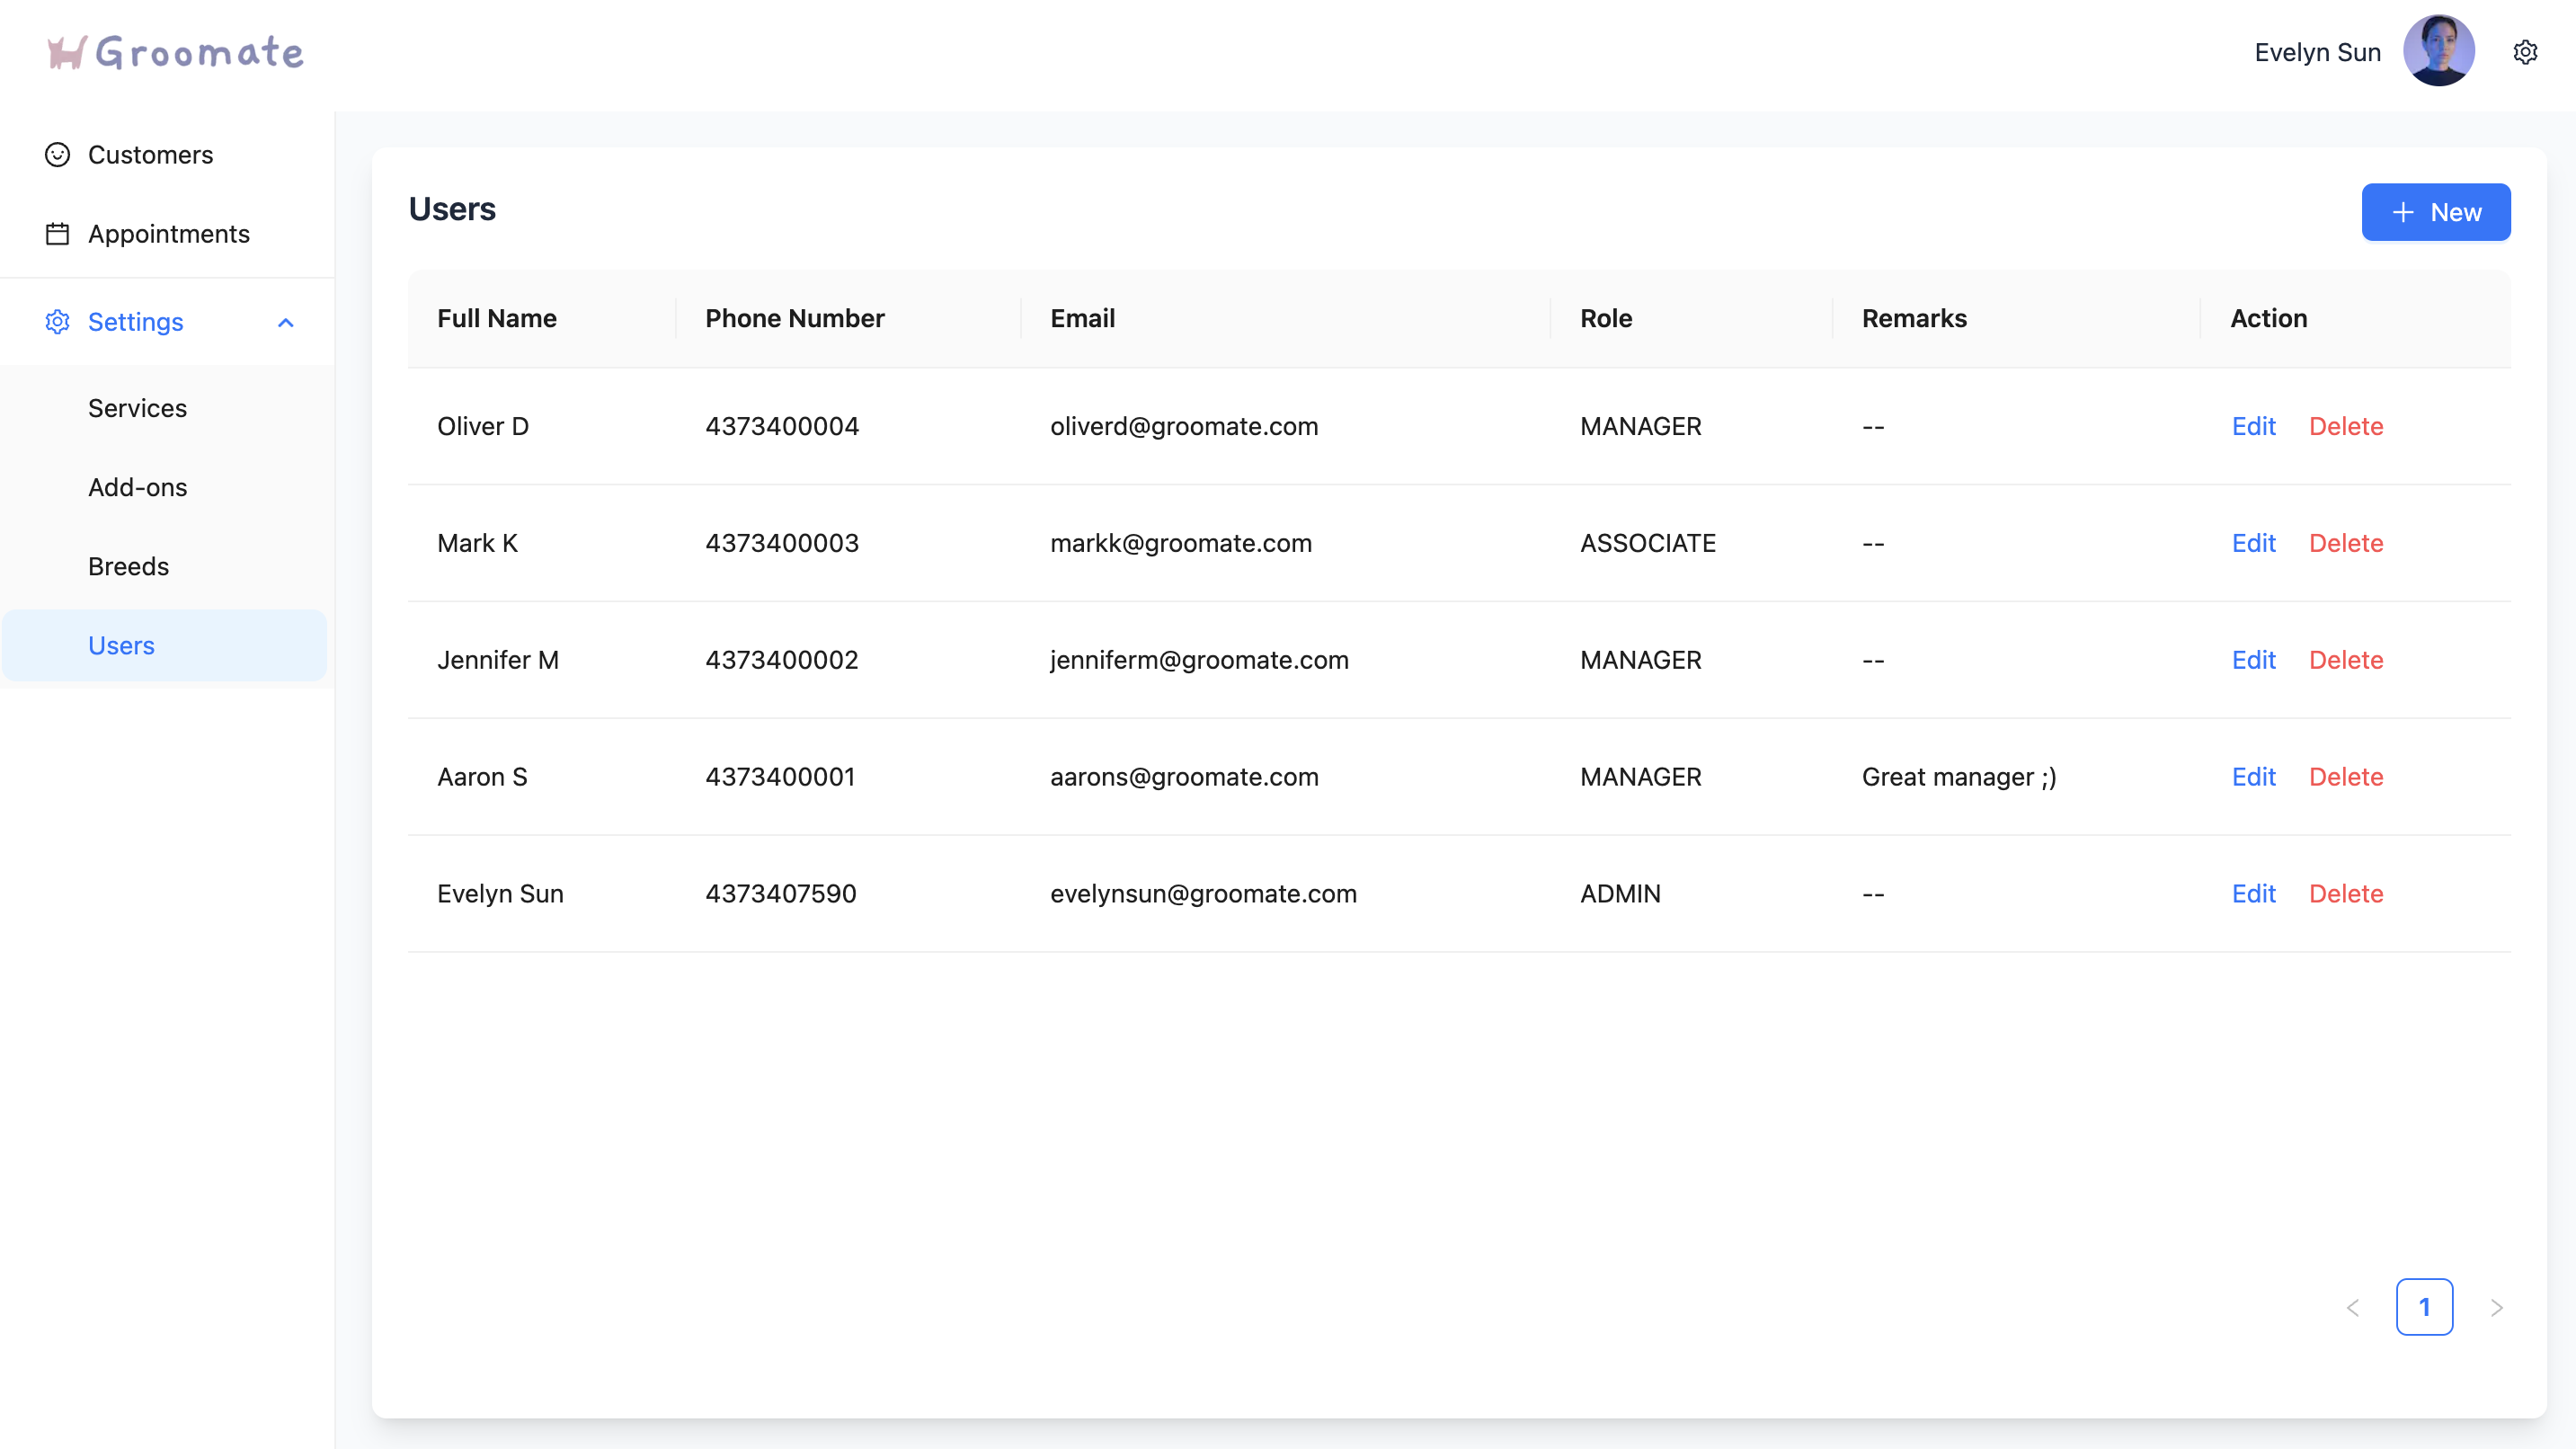 Groomate
Evelyn Sun
Customers
Appointments
Settings
Services
Add-ons
Breeds
Users
Users
New
Full Name Phone Number Email Role Remarks Action
Oliver D 4373400004 oliverd@groomate.com MANAGER -- Edit Delete
Mark K 4373400003 markk@groomate.com ASSOCIATE -- Edit Delete
Jennifer M 4373400002 jenniferm@groomate.com MANAGER -- Edit Delete
Aaron S 4373400001 aarons@groomate.com MANAGER Great manager ;) Edit Delete
Evelyn Sun 4373407590 evelynsun@groomate.com ADMIN -- Edit Delete
1